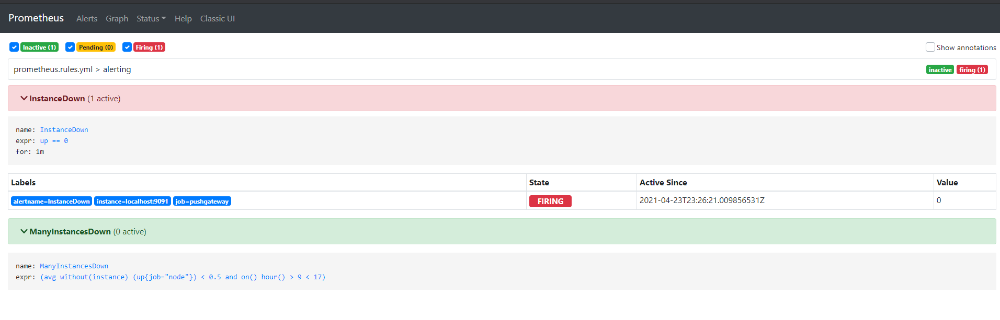 Prometheus Alerts Graph Status Help Classic UI
Inactive (1) Pending (0) Firing (1) Show annotations
prometheus.rules.yml > alerting inactive firing (1)
InstanceDown (1 active)
name: InstanceDown
expr: up == 0
for: 1m
Labels State Active Since Value
alertname=InstanceDown instance=localhost:9091 job=pushgateway FIRING 2021-04-23T23:26:21.009856531Z 0
ManyInstancesDown (0 active)
name: ManyInstancesDown
expr: (avg without(instance) (up{job="node"}) < 0.5 and on() hour() > 9 < 17)